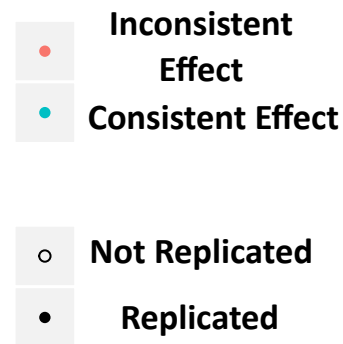 Inconsistent
Effect
Consistent Effect
Not Replicated
Replicated